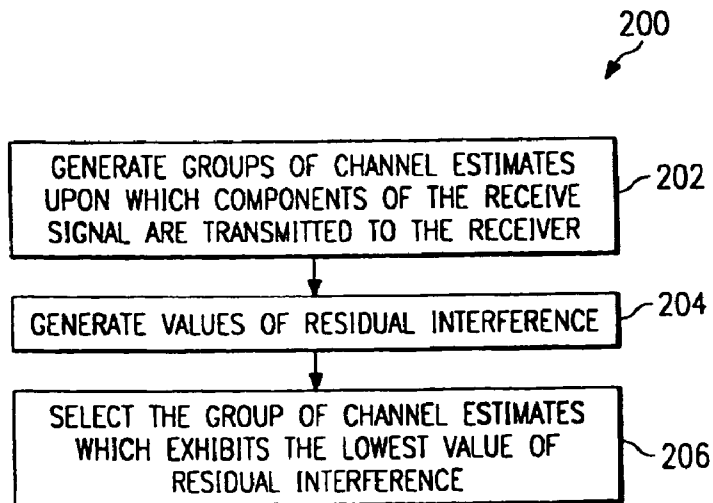 200
GENERATE GROUPS OF CHANNEL ESTIMATES
UPON WHICH COMPONENTS OF THE RECEIVE
SIGNAL ARE TRANSMITTED TO THE RECEIVER
202
GENERATE VALUES OF RESIDUAL INTERFERENCE
204
SELECT THE GROUP OF CHANNEL ESTIMATES
WHICH EXHIBITS THE LOWEST VALUE OF
RESIDUAL INTERFERENCE
206